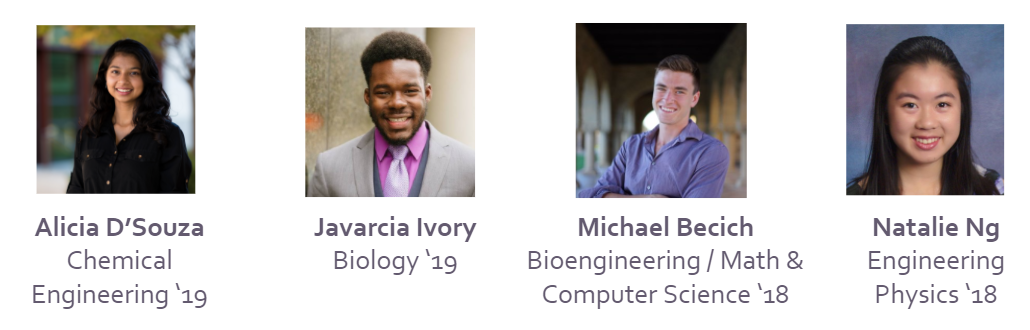 Alicia D’Souza
Chemical
Engineering ‘19
Javarcia Ivory
Biology ‘19
Michael Becich
Bioengineering / Math &
Computer Science ‘18
Natalie Ng
Engineering
Physics ‘18